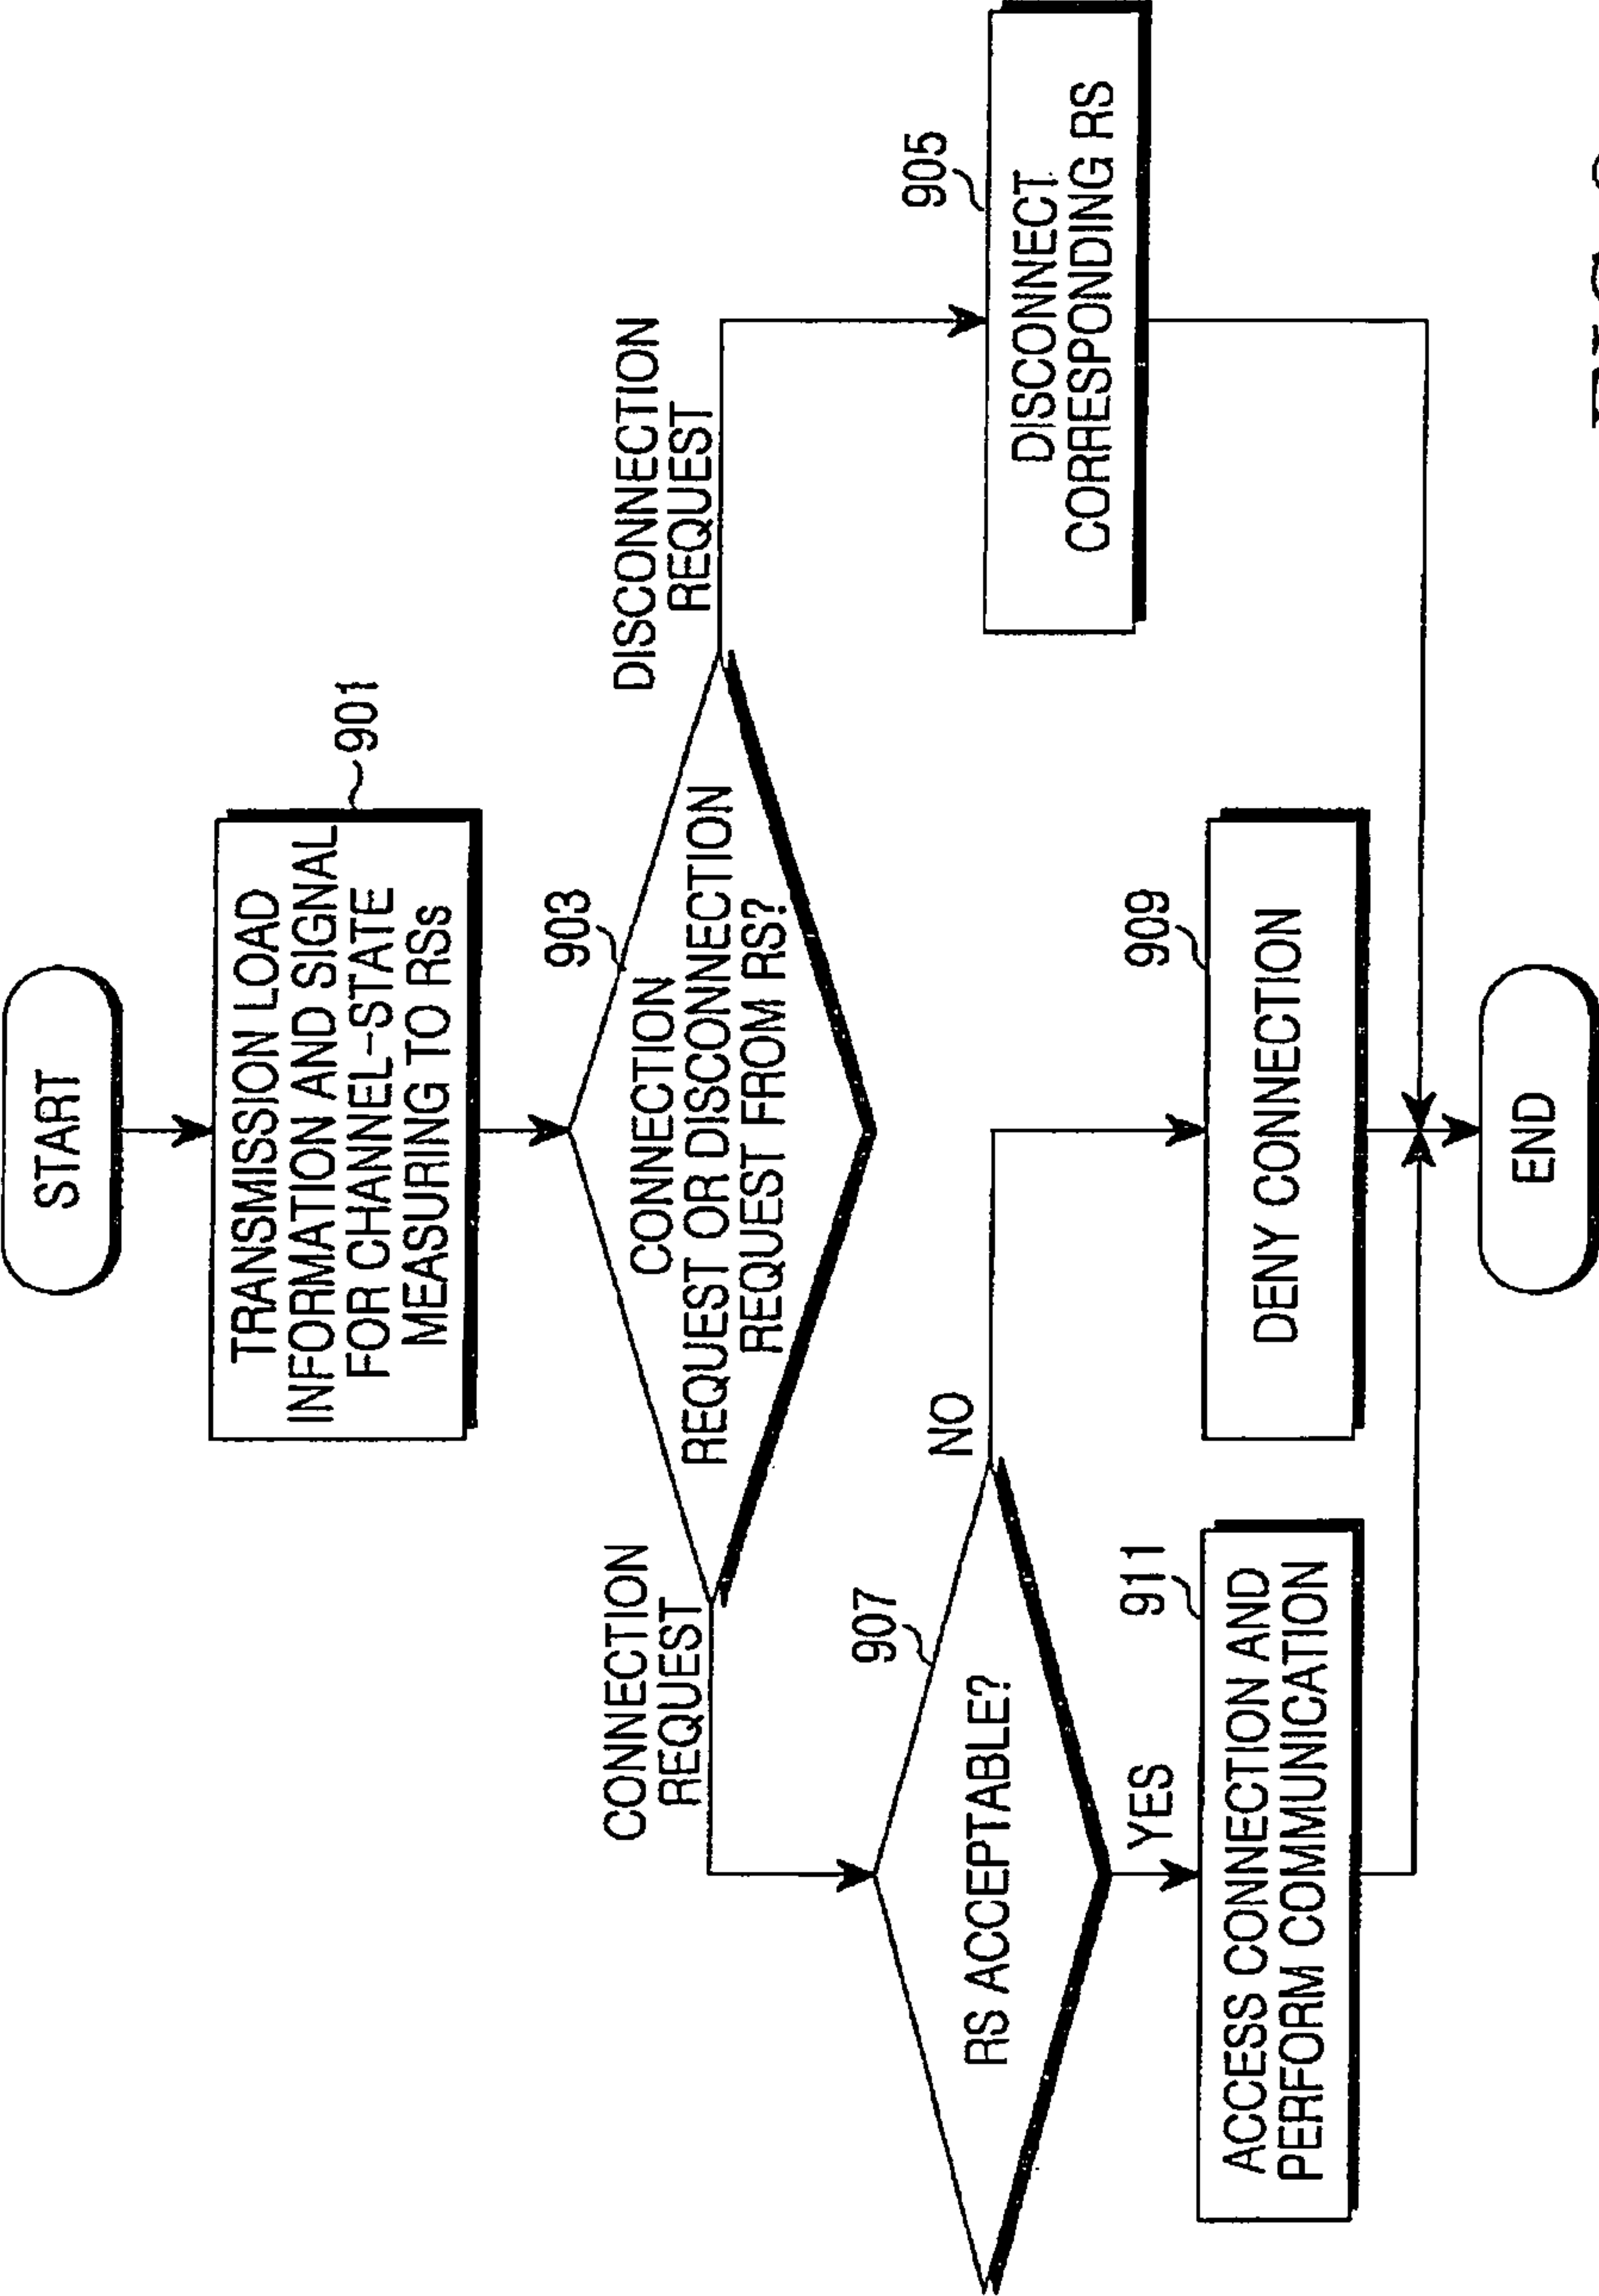 START
TRANSMISSION LOAD
INFORMATION AND SIGNAL
FOR CHANNEL-STATE
MEASURING TO RSs
901
903
CONNECTION
REQUEST OR DISCONNECTION
REQUEST FROM RS?
CONNECTION
REQUEST
DISCONNECTION
REQUEST
907
RS ACCEPTABLE?
NO
YES
905
DISCONNECT
CORRESPONDING RS
911
ACCESS CONNECTION AND
PERFORM COMMUNICATION
909
DENY CONNECTION
END